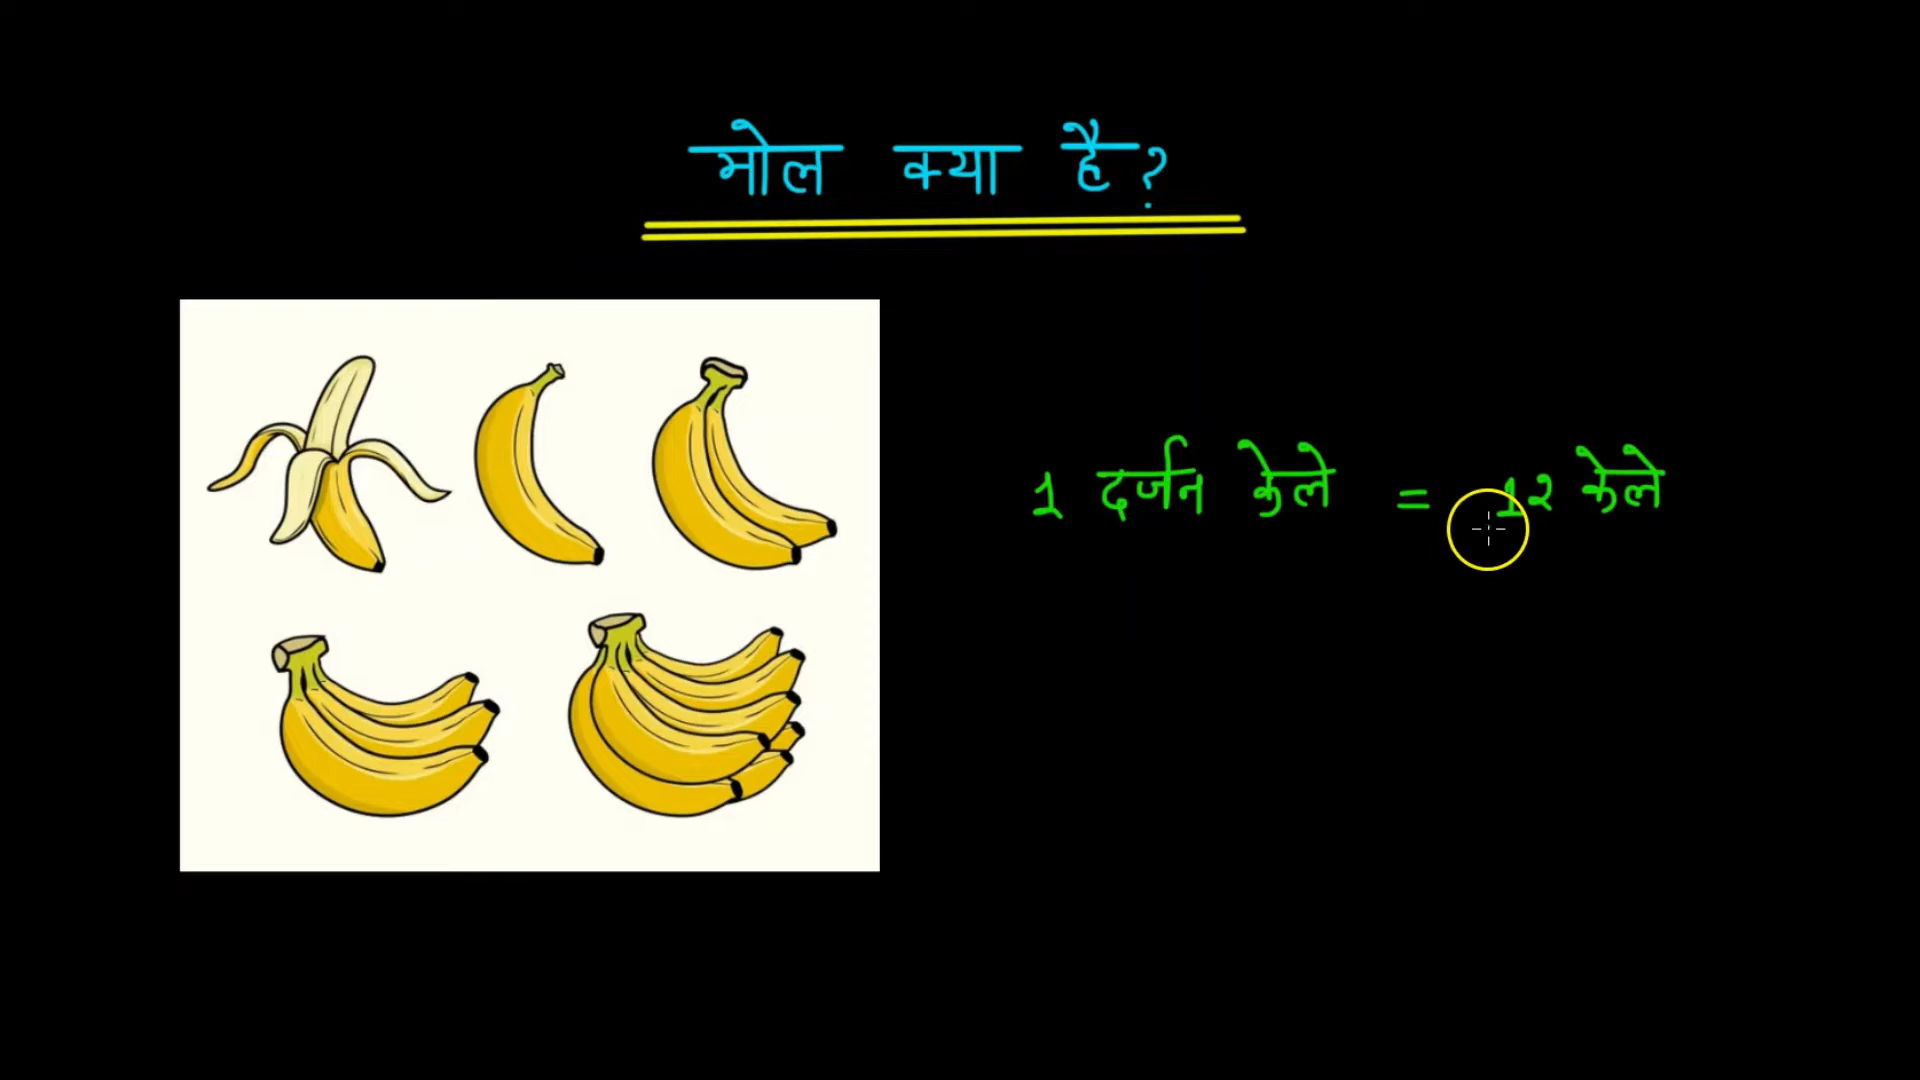 मोल क्या है?
1 दर्जन केले = 12 केले